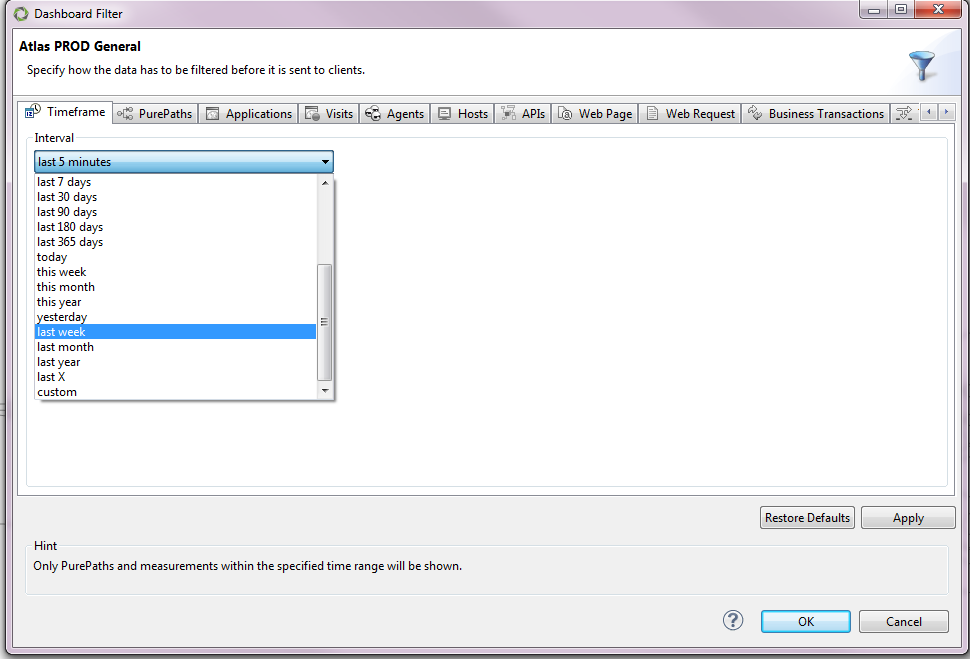 Dashboard Filter
Atlas PROD General
Specify how the data has to be filtered before it is sent to clients.
Timeframe PurePaths Applications Visits Agents Hosts APIs Web Page Web Request Business Transactions
Interval
last 5 minutes
last 7 days
last 30 days
last 90 days
last 180 days
last 365 days
today
this week
this month
this year
yesterday
last week
last month
last year
last X
custom
Restore Defaults Apply
Hint
Only PurePaths and measurements within the specified time range will be shown.
? OK Cancel